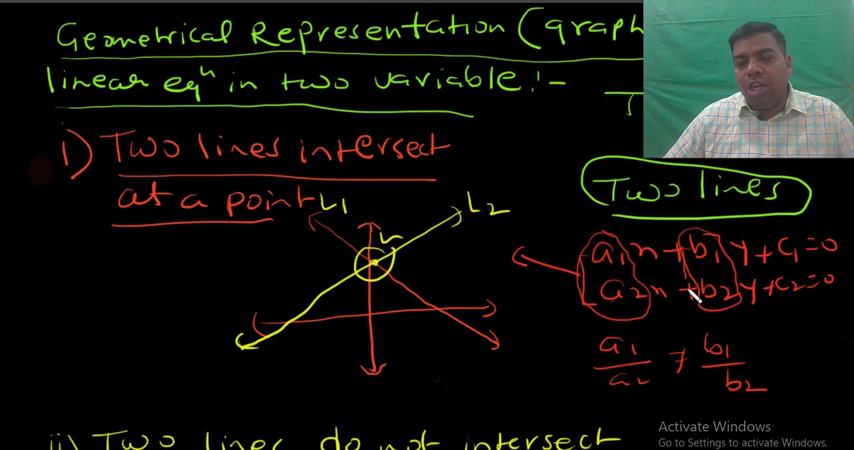 Geometrical Representation (graph
linear eqⁿ in two variable :-
T
i) Two lines intersect
at a point
L1
L2
Two lines
a1x + b1y + c1 = 0
a2x + b2y + c2 = 0
a1/a2 ≠ b1/b2
ii) Two lines do not intersect
Activate Windows
Go to Settings to activate Windows.